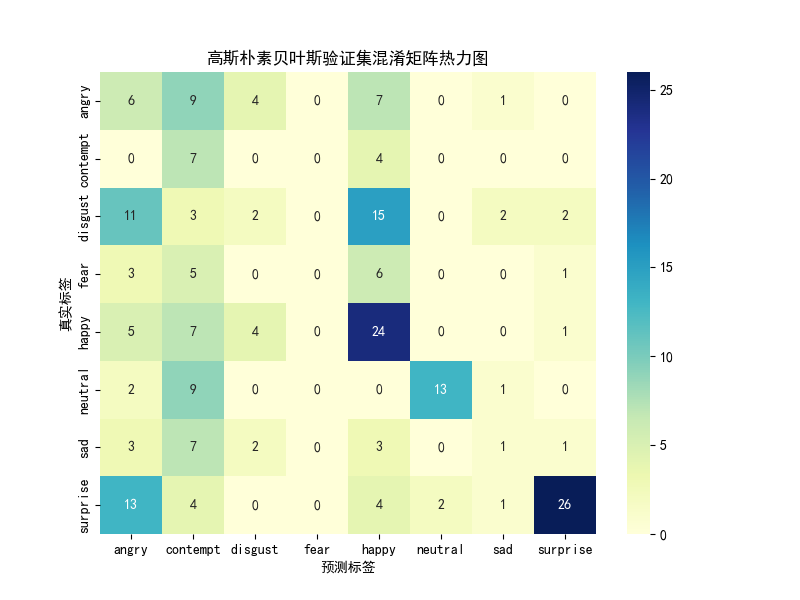 高斯朴素贝叶斯验证集混淆矩阵热力图
真实标签
angry 6 9 4 0 7 0 1 0
contempt 0 7 0 0 4 0 0 0
disgust 11 3 2 0 15 0 2 2
fear 3 5 0 0 6 0 0 1
happy 5 7 4 0 24 0 0 1
neutral 2 9 0 0 0 13 1 0
sad 3 7 2 0 3 0 1 1
surprise 13 4 0 0 4 2 1 26
angry contempt disgust fear happy neutral sad surprise
预测标签
25
20
15
10
5
0